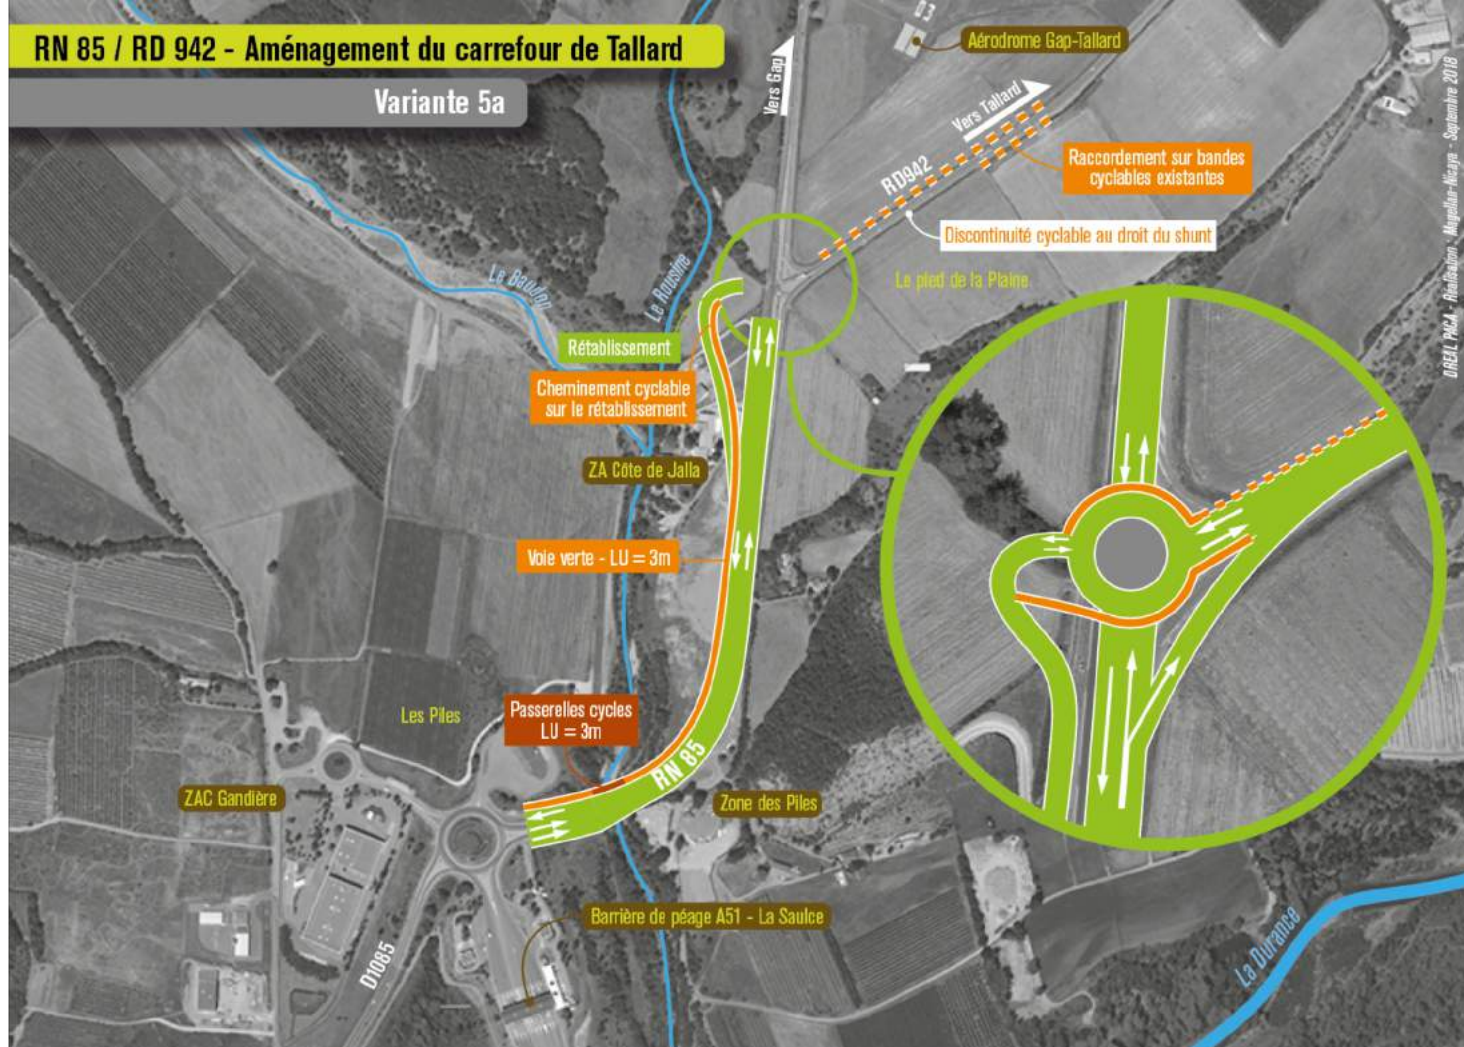 RN 85 / RD 942 - Aménagement du carrefour de Tallard
Variante 5a
Vers Gap
Aérodrome Gap-Tallard
Vers Tallard
RD942
Raccordement sur bandes
cyclables existantes
Discontinuité cyclable au droit du shunt
DREAL PACA - Réalisation : Magellan-Nicaya - Septembre 2018
Le Baudon
Le Rousine
Le pied de la Plaine
Rétablissement
Cheminement cyclable
sur le rétablissement
ZA Côte de Jalla
Voie verte - LU = 3m
Passerelles cycles
LU = 3m
Les Piles
RN 85
ZAC Gandière
Zone des Piles
Barrière de péage A51 - La Saulce
D1085
La Durance